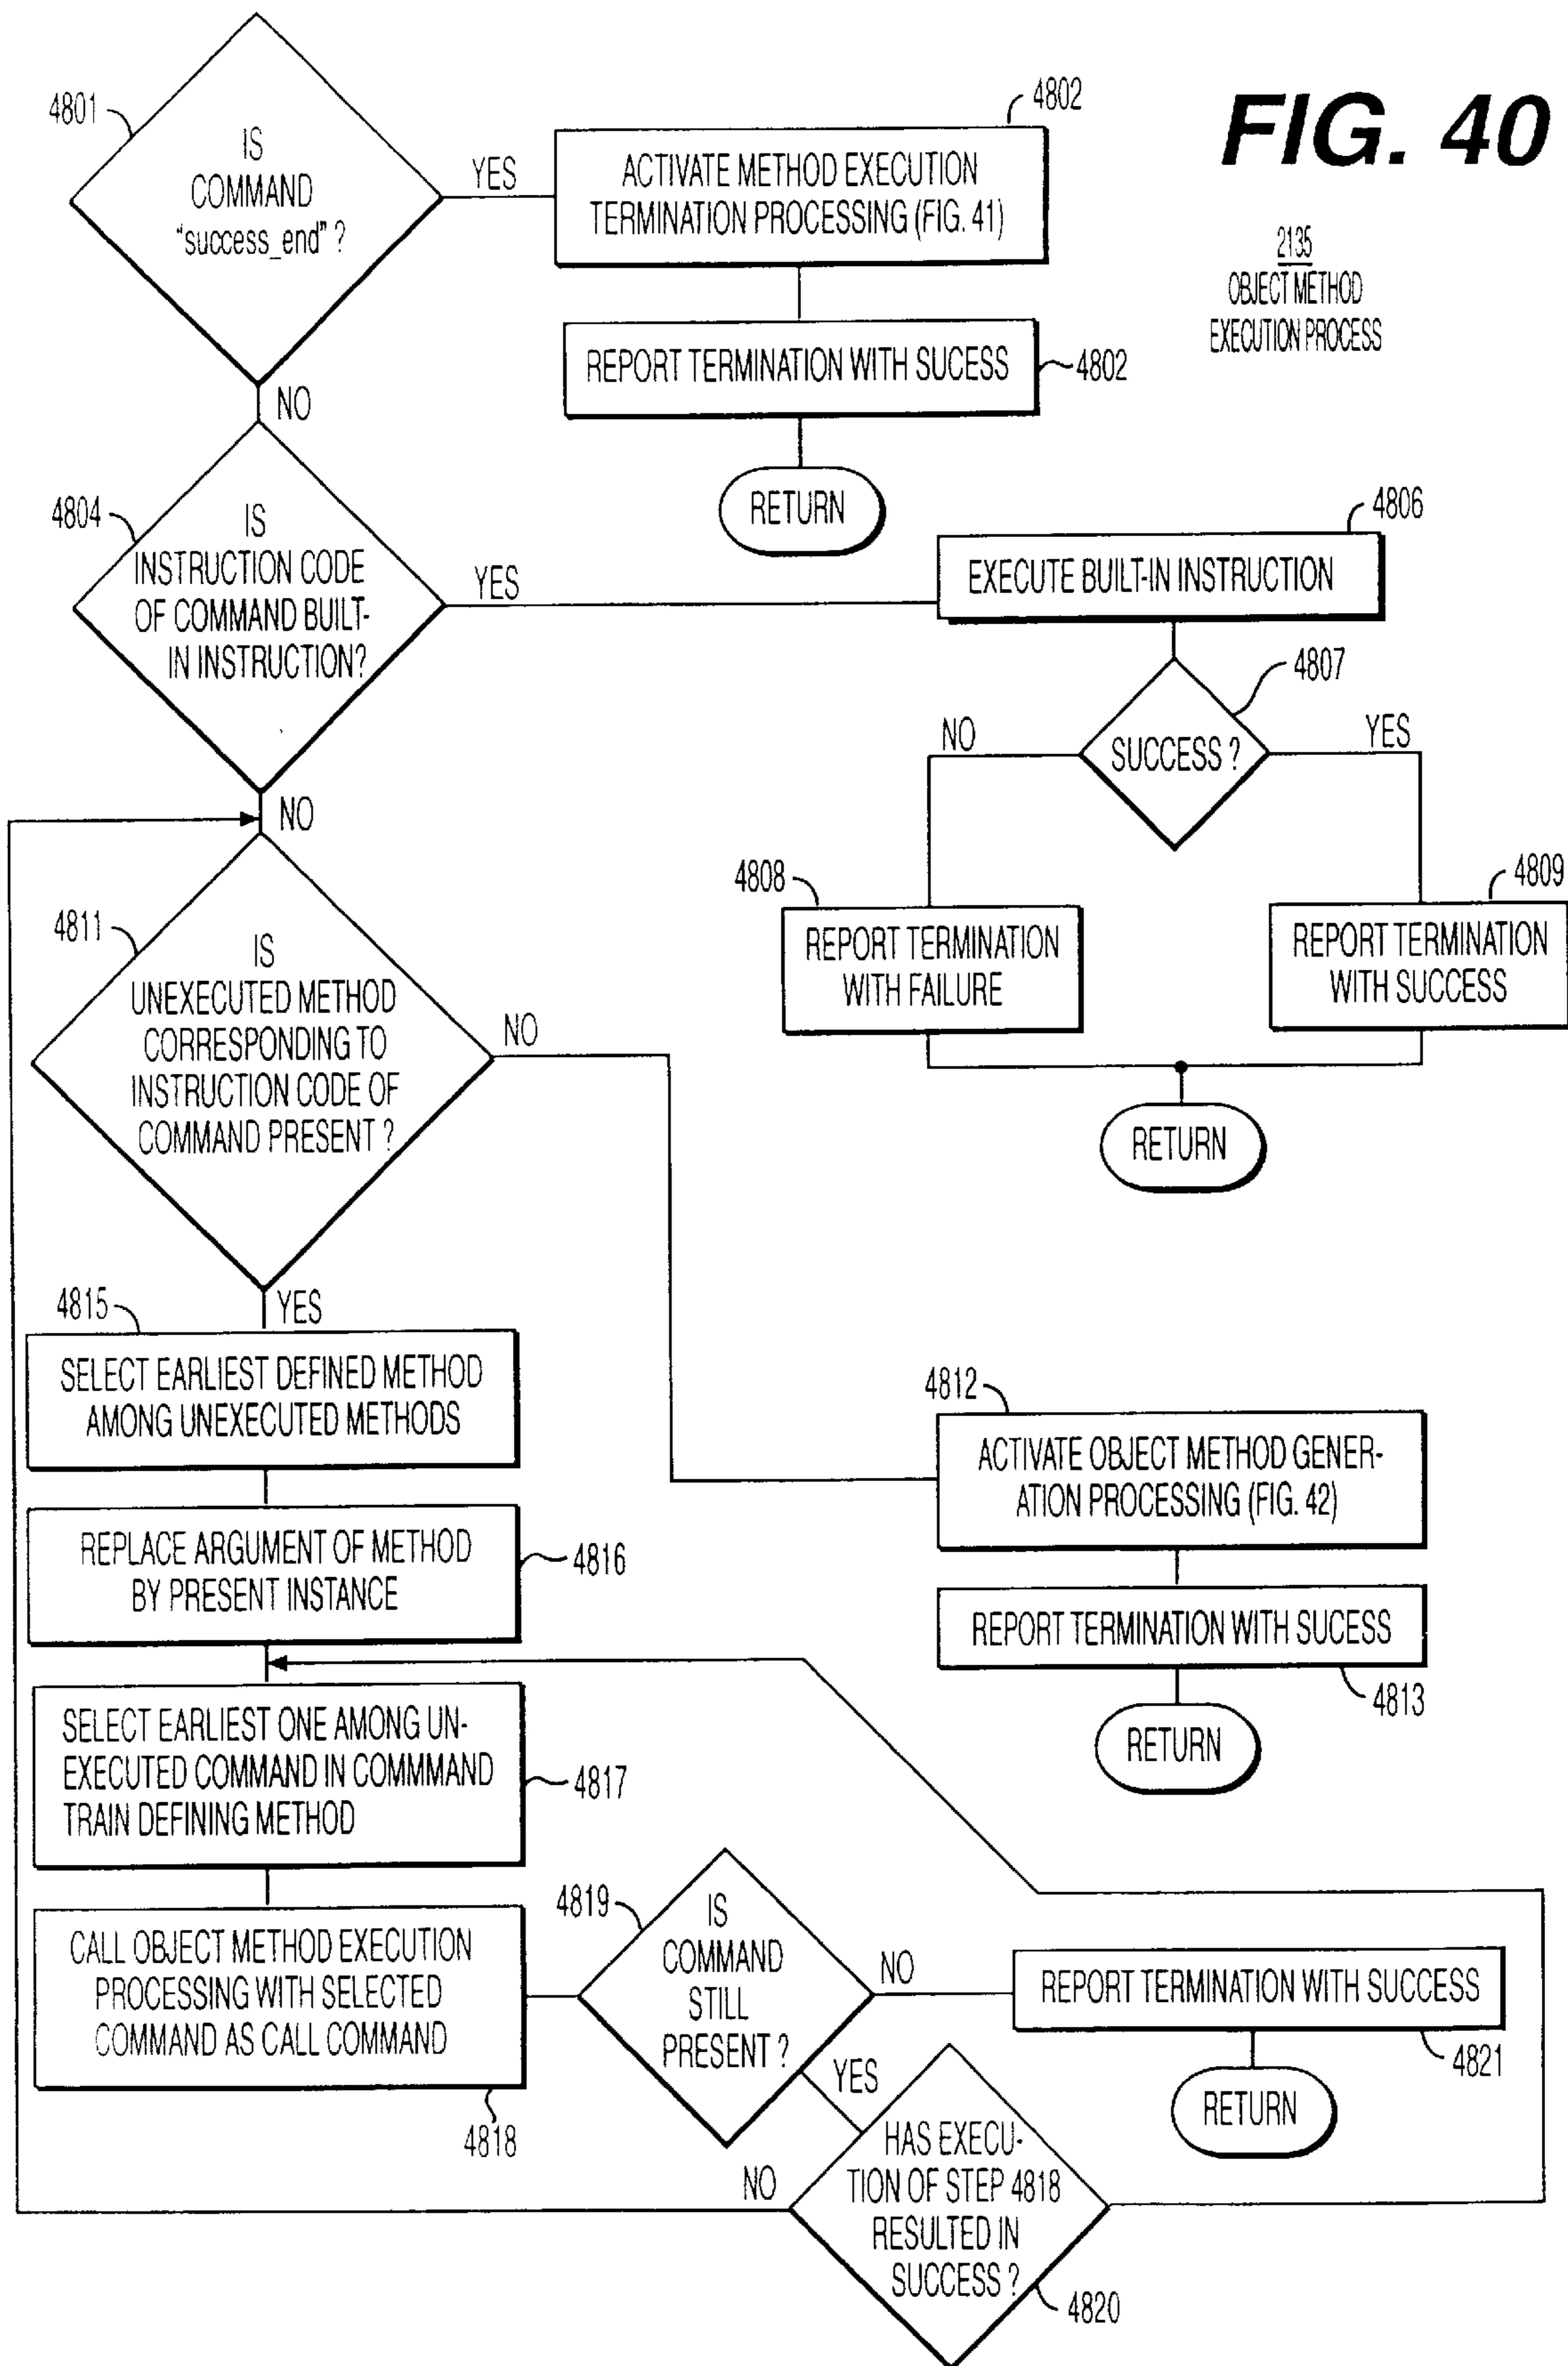 FIG. 40
2135
OBJECT METHOD
EXECUTION PROCESS
4801
IS
COMMAND
"success_end" ?
YES
4802
ACTIVATE METHOD EXECUTION
TERMINATION PROCESSING (FIG. 41)
REPORT TERMINATION WITH SUCESS
4802
RETURN
NO
4804
IS
INSTRUCTION CODE
OF COMMAND BUILT-
IN INSTRUCTION?
YES
4806
EXECUTE BUILT-IN INSTRUCTION
4807
SUCCESS ?
NO
YES
4808
REPORT TERMINATION
WITH FAILURE
4809
REPORT TERMINATION
WITH SUCCESS
RETURN
NO
4811
IS
UNEXECUTED METHOD
CORRESPONDING TO
INSTRUCTION CODE OF
COMMAND PRESENT ?
NO
YES
4812
ACTIVATE OBJECT METHOD GENER-
ATION PROCESSING (FIG. 42)
REPORT TERMINATION WITH SUCESS
4813
RETURN
4815
SELECT EARLIEST DEFINED METHOD
AMONG UNEXECUTED METHODS
REPLACE ARGUMENT OF METHOD
BY PRESENT INSTANCE
4816
SELECT EARLIEST ONE AMONG UN-
EXECUTED COMMAND IN COMMMAND
TRAIN DEFINING METHOD
4817
CALL OBJECT METHOD EXECUTION
PROCESSING WITH SELECTED
COMMAND AS CALL COMMAND
4818
4819
IS
COMMAND
STILL
PRESENT ?
NO
REPORT TERMINATION WITH SUCCESS
4821
RETURN
YES
HAS EXECU-
TION OF STEP 4818
RESULTED IN
SUCCESS ?
NO
4820